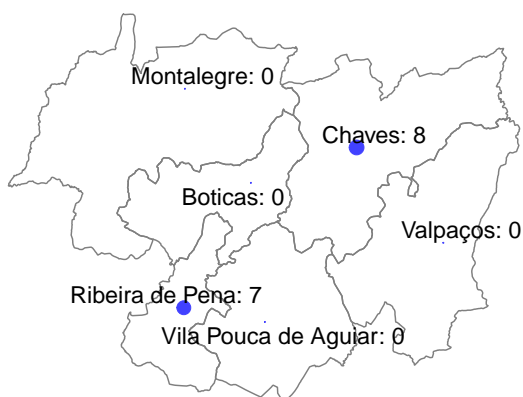 Montalegre: 0
Chaves: 8
Boticas: 0
Valpaços: 0
Ribeira de Pena: 7
Vila Pouca de Aguiar: 0